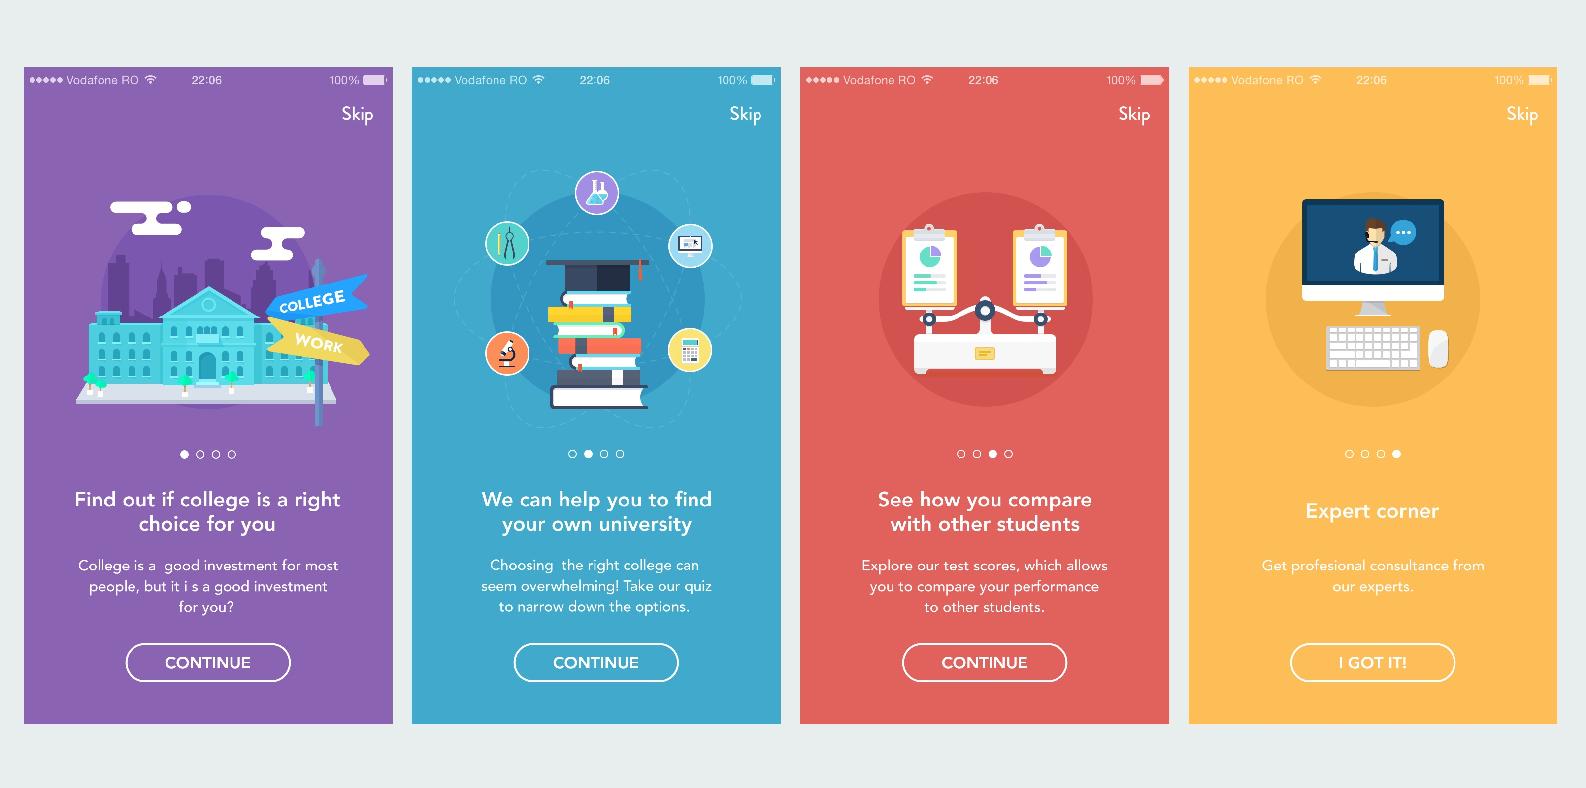 Vodafone RO 22:06 100%
Skip
COLLEGE
WORK
Find out if college is a right
choice for you
College is a  good investment for most
people, but it i s a good investment
for you?
CONTINUE
Vodafone RO 22:06 100%
Skip
We can help you to find
your own university
Choosing  the right college can
seem overwhelming! Take our quiz
to narrow down the options.
CONTINUE
Vodafone RO 22:06 100%
Skip
See how you compare
with other students
Explore our test scores, which allows
you to compare your performance
to other students.
CONTINUE
Vodafone RO 22:06 100%
Skip
Expert corner
Get profesional consultance from
our experts.
I GOT IT!